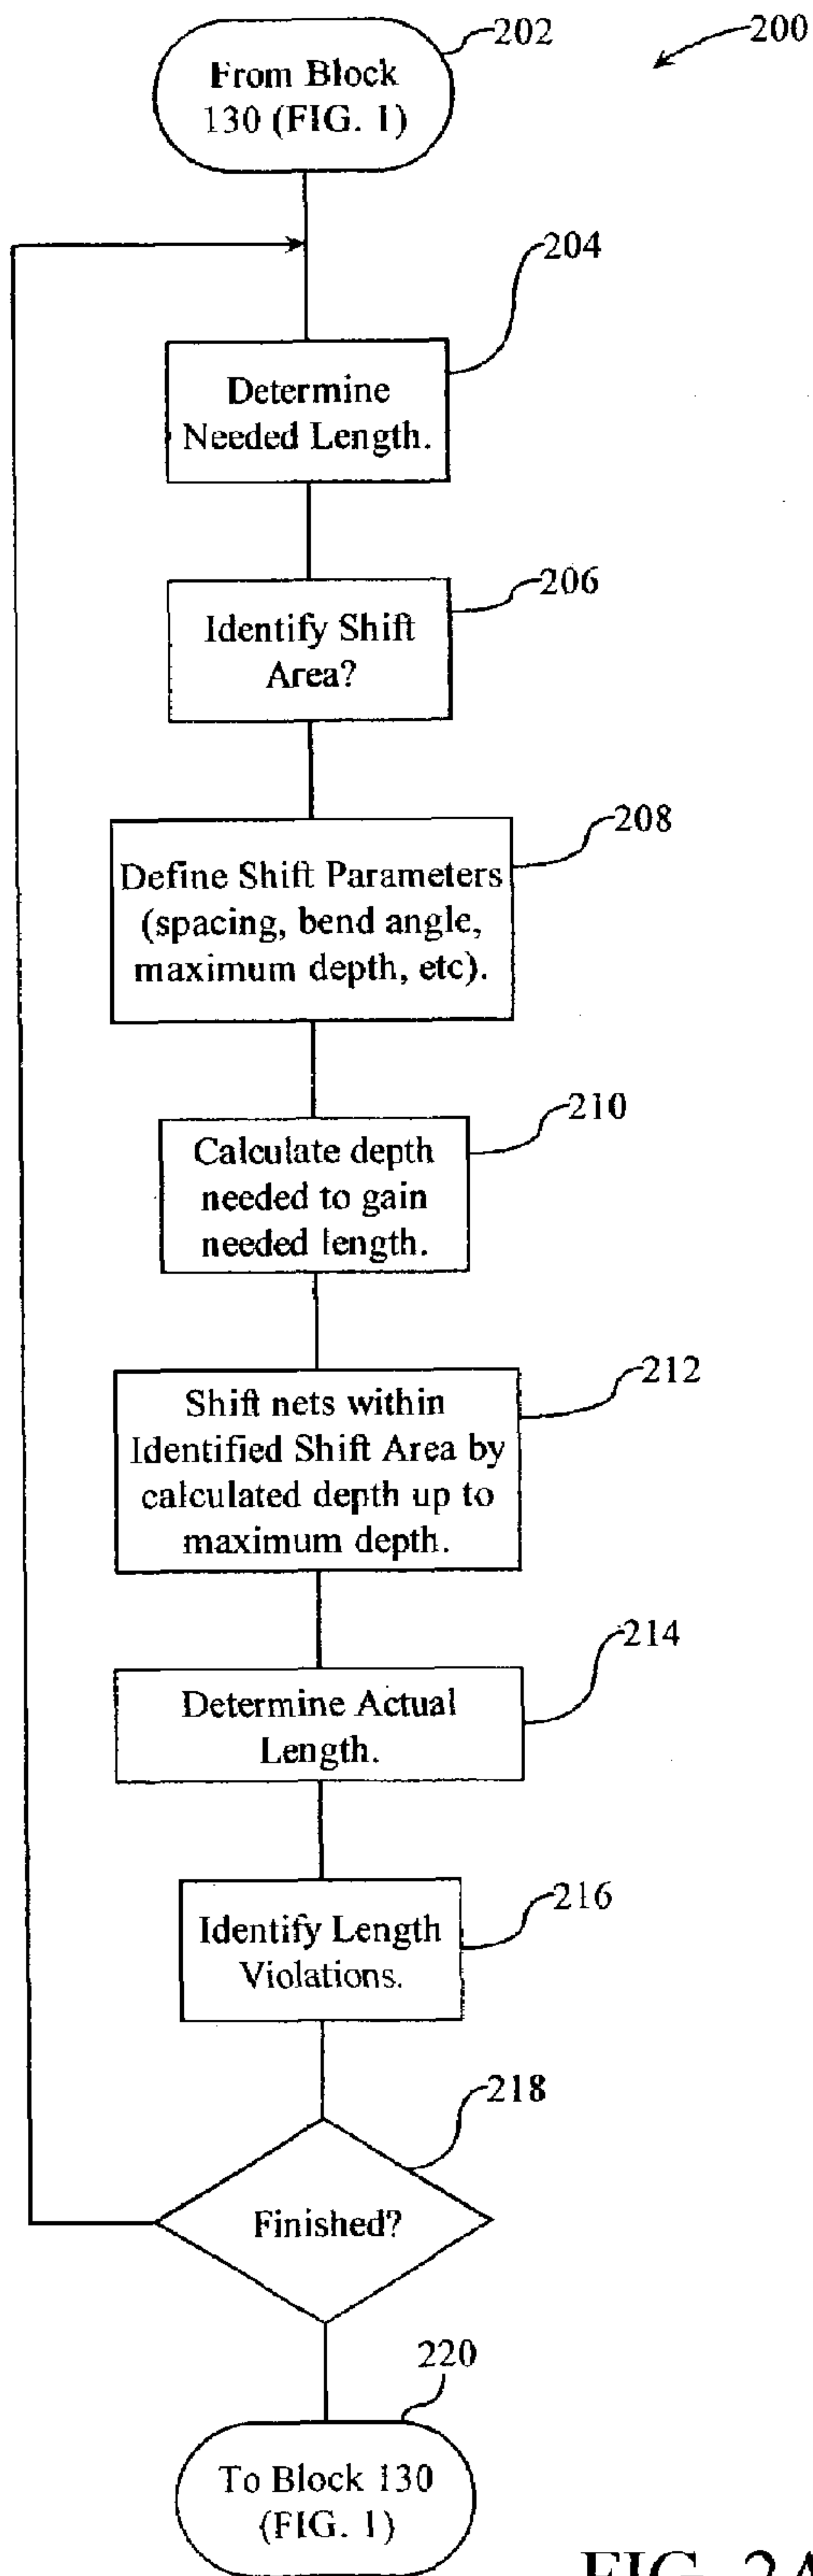 202
200
From Block
130 (FIG. 1)
204
Determine
Needed Length.
206
Identify Shift
Area?
208
Define Shift Parameters
(spacing, bend angle,
maximum depth, etc).
210
Calculate depth
needed to gain
needed length.
212
Shift nets within
Identified Shift Area by
calculated depth up to
maximum depth.
214
Determine Actual
Length.
216
Identify Length
Violations.
218
Finished?
220
To Block 130
(FIG. 1)
FIG. 2A